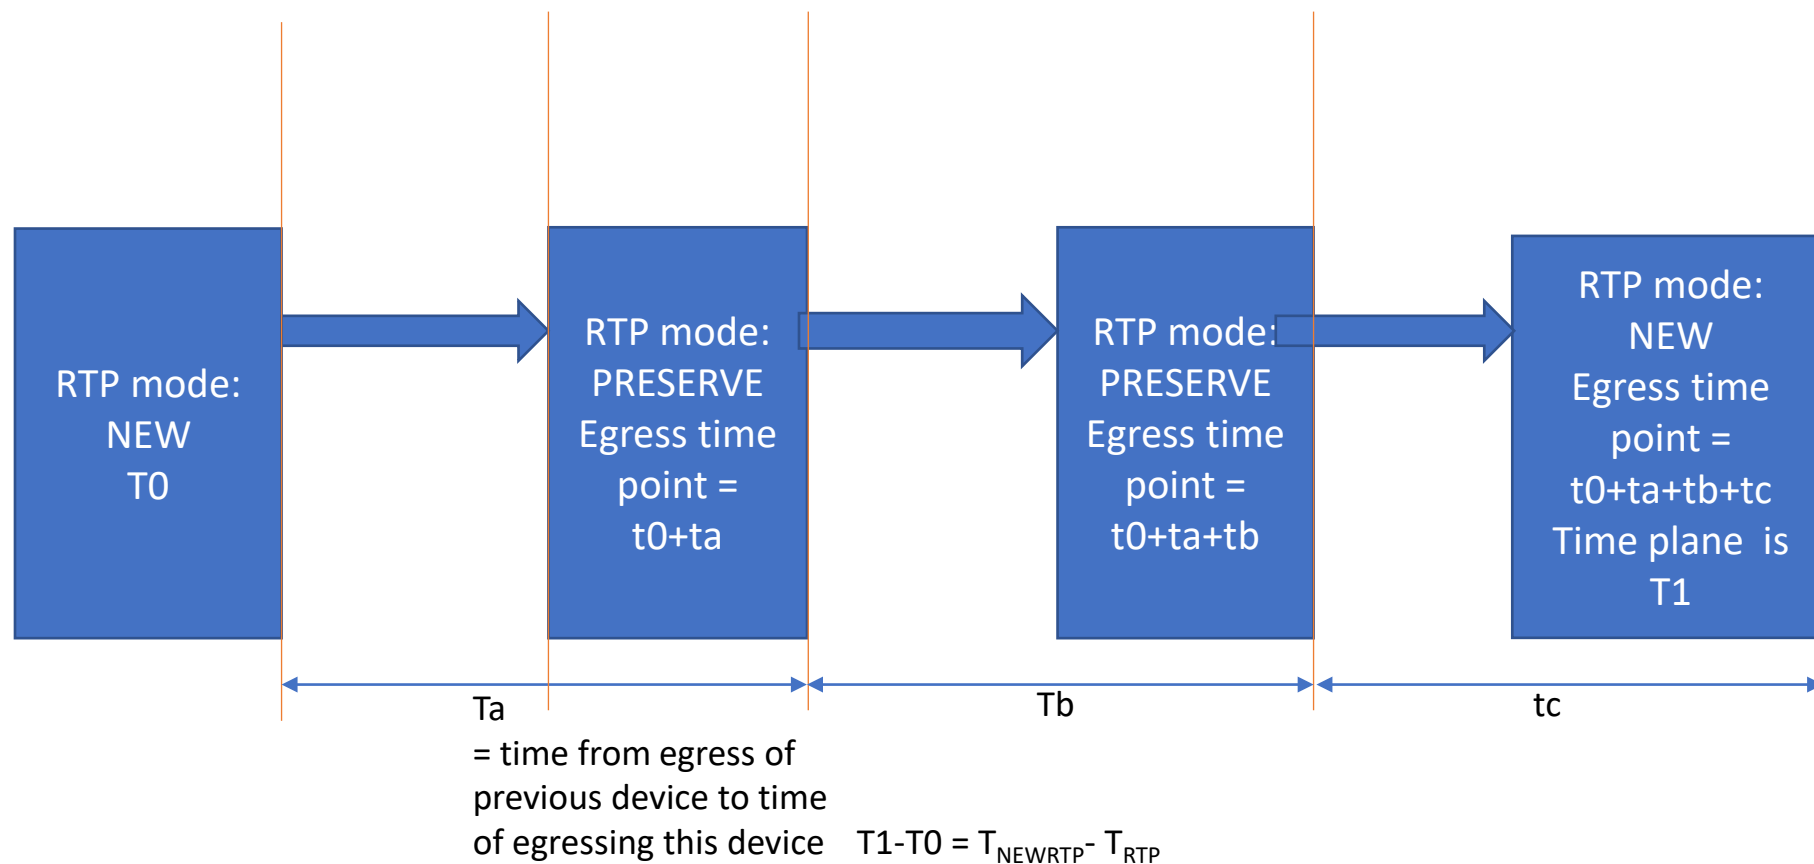 RTP mode:
NEW
T0
RTP mode:
PRESERVE
Egress time
point =
t0+ta
RTP mode:
PRESERVE
Egress time
point =
t0+ta+tb
RTP mode:
NEW
Egress time
point =
t0+ta+tb+tc
Time plane  is
T1
Ta
= time from egress of
previous device to time
of egressing this device
Tb
tc
T1-T0 = TNEWRTP- TRTP